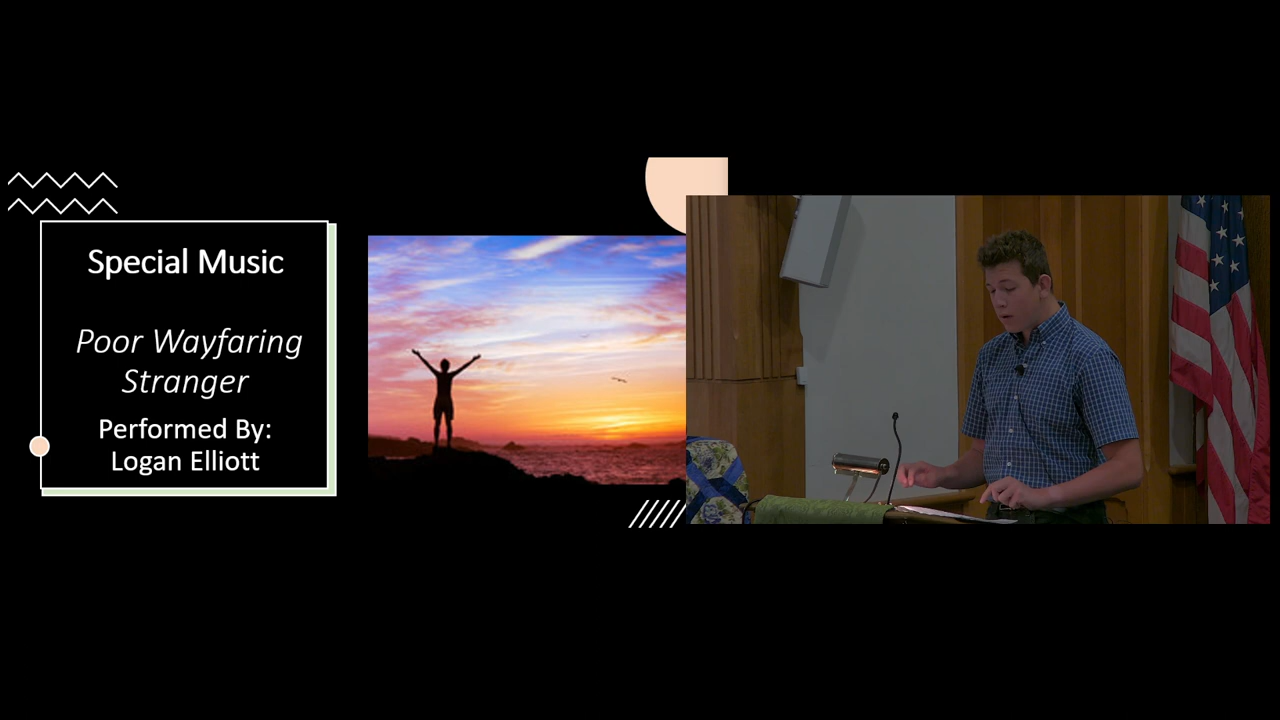 Special Music
Poor Wayfaring
Stranger
Performed By:
Logan Elliott